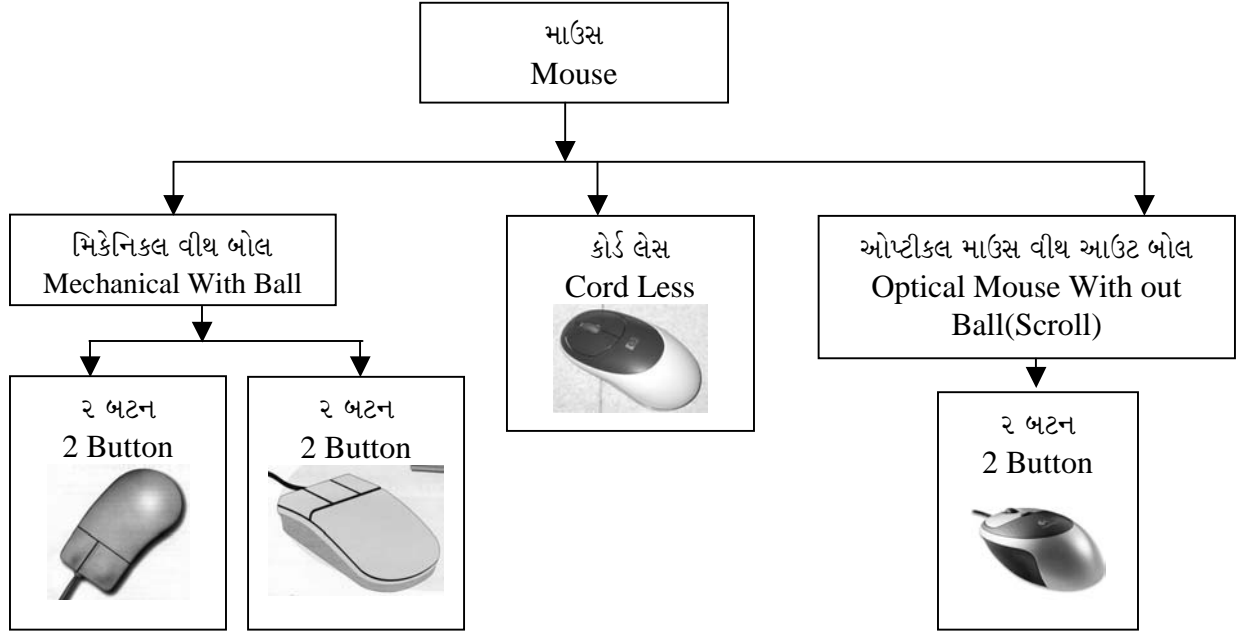 માઉસ
Mouse
મિકેનિકલ વીથ બોલ
Mechanical With Ball
કોર્ડ લેસ
Cord Less
ઓપ્ટીકલ માઉસ વીથ આઉટ બોલ
Optical Mouse With out
Ball(Scroll)
૨ બટન
2 Button
૨ બટન
2 Button
૨ બટન
2 Button